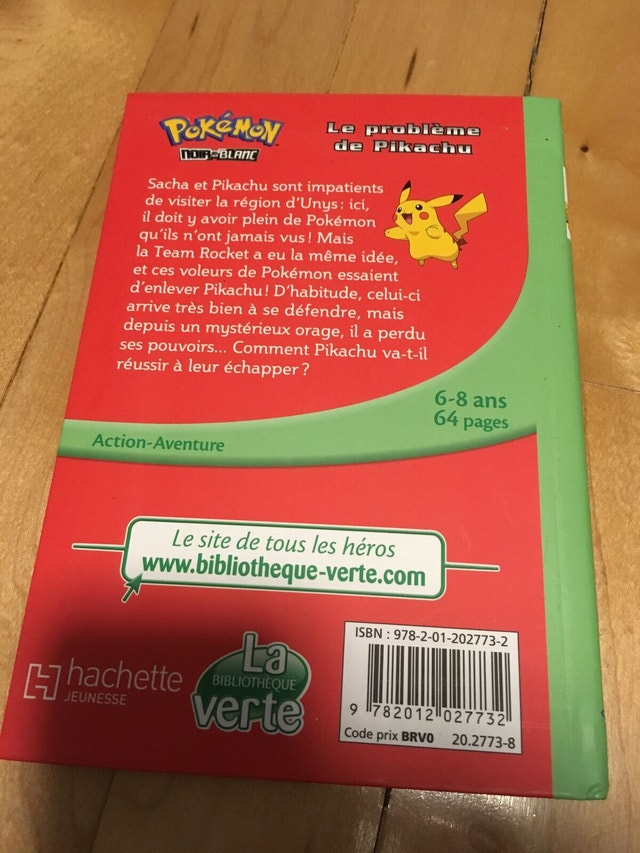 POKéMON
NOIR & BLANC
Le problème
de Pikachu
Sacha et Pikachu sont impatients
de visiter la région d'Unys : ici,
il doit y avoir plein de Pokémon
qu'ils n'ont jamais vus ! Mais
la Team Rocket a eu la même idée,
et ces voleurs de Pokémon essaient
d'enlever Pikachu ! D'habitude, celui-ci
arrive très bien à se défendre, mais
depuis un mystérieux orage, il a perdu
ses pouvoirs... Comment Pikachu va-t-il
réussir à leur échapper ?
6-8 ans
64 pages
Action-Aventure
Le site de tous les héros
www.bibliotheque-verte.com
hachette
JEUNESSE
La
BIBLIOTHÈQUE
verte
ISBN : 978-2-01-202773-2
9 782012 027732
Code prix BRV0 20.2773-8